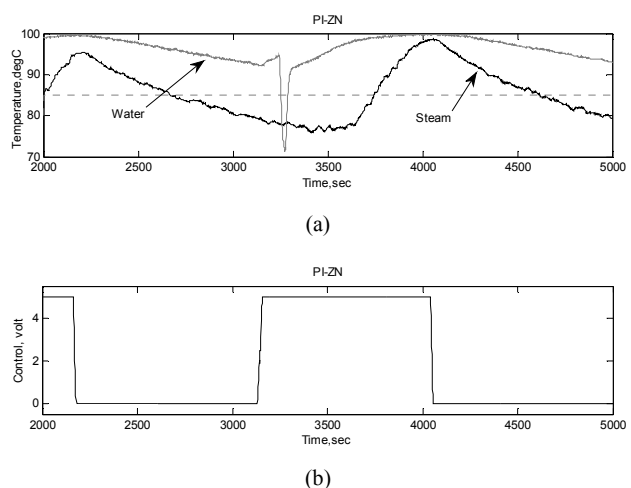 PI-ZN
Temperature,degC
100
90
80
70
Water
Steam
2000 2500 3000 3500 4000 4500 5000
Time,sec
(a)
PI-ZN
Control, volt
4
2
0
2000 2500 3000 3500 4000 4500 5000
Time,sec
(b)